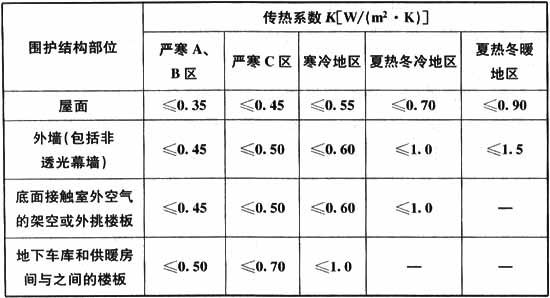 围护结构部位
传热系数K[W/(m²·K)]
严寒A、
B区
严寒C区
寒冷地区
夏热冬冷地区
夏热冬暖
地区
屋面 ≤0.35 ≤0.45 ≤0.55 ≤0.70 ≤0.90
外墙(包括非
透光幕墙)
≤0.45 ≤0.50 ≤0.60 ≤1.0 ≤1.5
底面接触室外空气
的架空或外挑楼板
≤0.45 ≤0.50 ≤0.60 ≤1.0 —
地下车库和供暖房
间与之间的楼板
≤0.50 ≤0.70 ≤1.0 — —